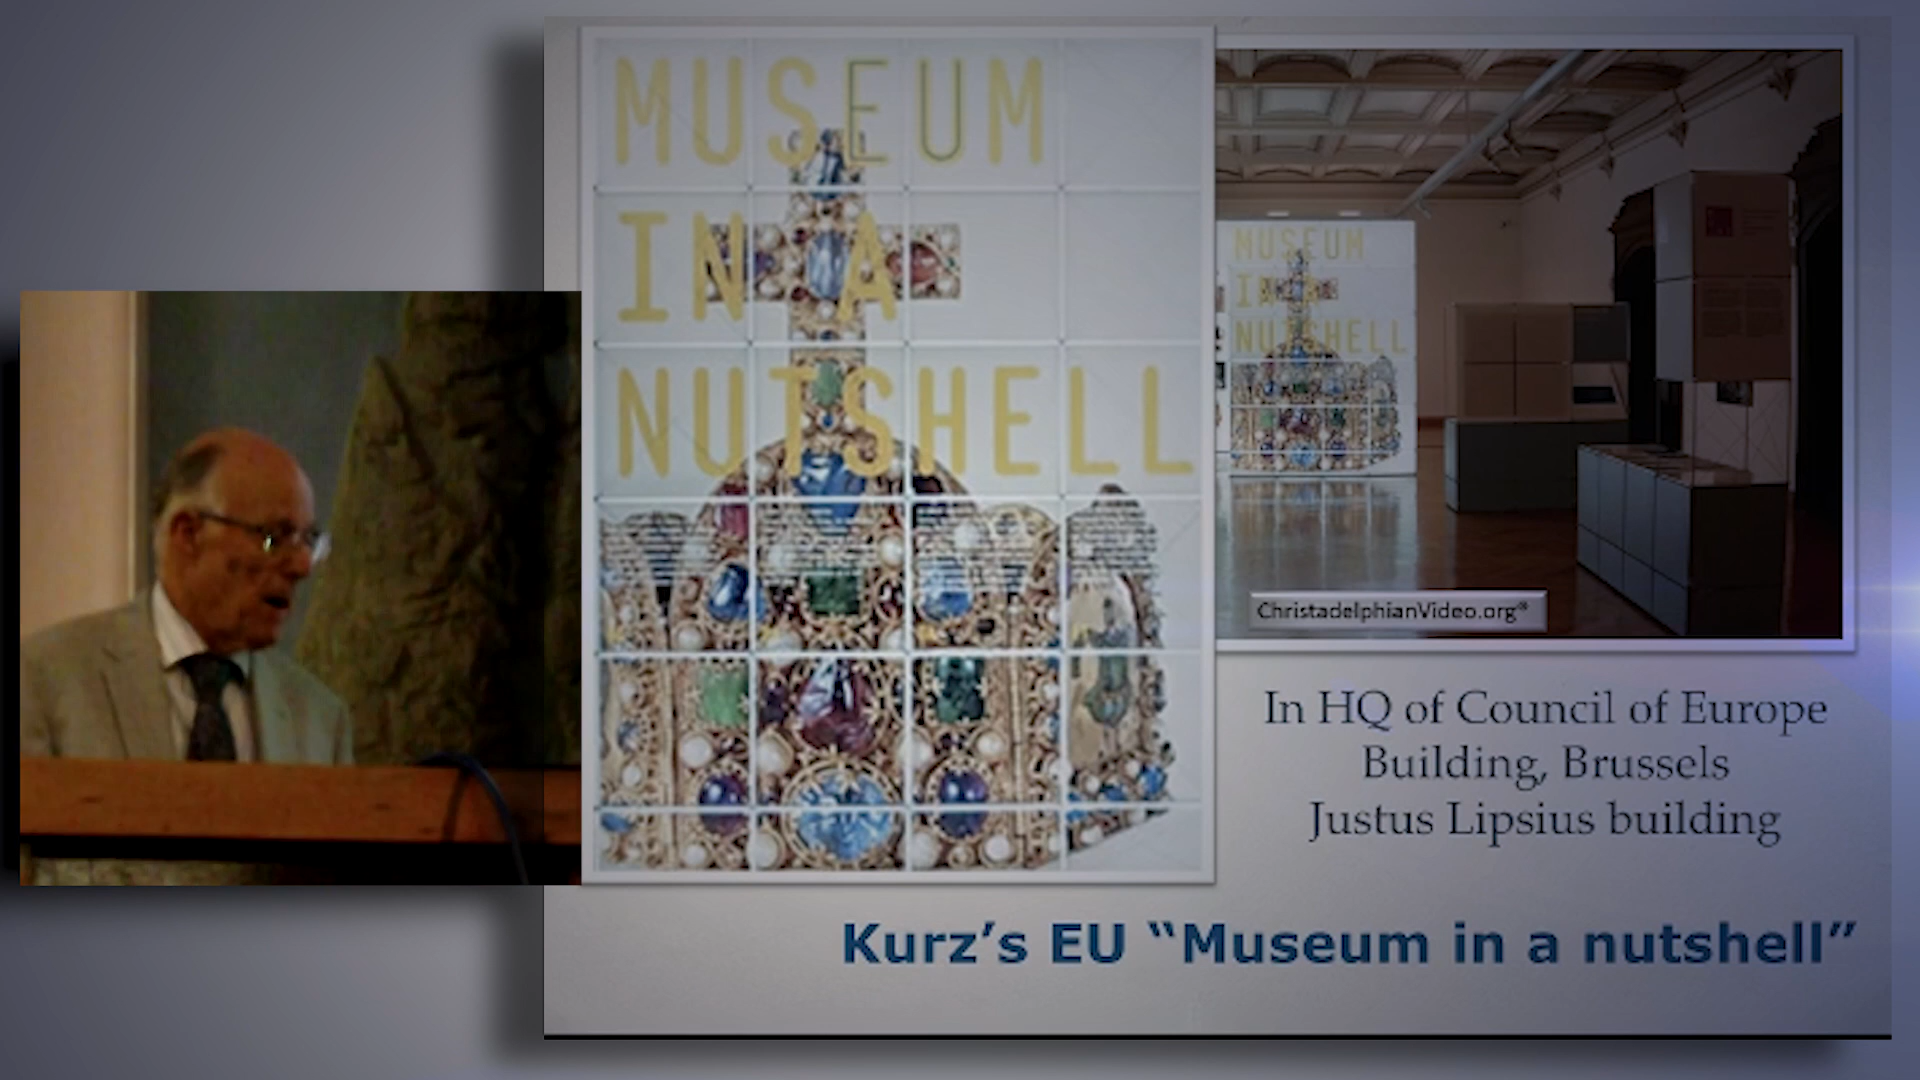 MUSEUM
IN A
NUTSHELL
MUSEUM
IN A
NUTSHELL
ChristadelphianVideo.org®
In HQ of Council of Europe
Building, Brussels
Justus Lipsius building
Kurz's EU “Museum in a nutshell”